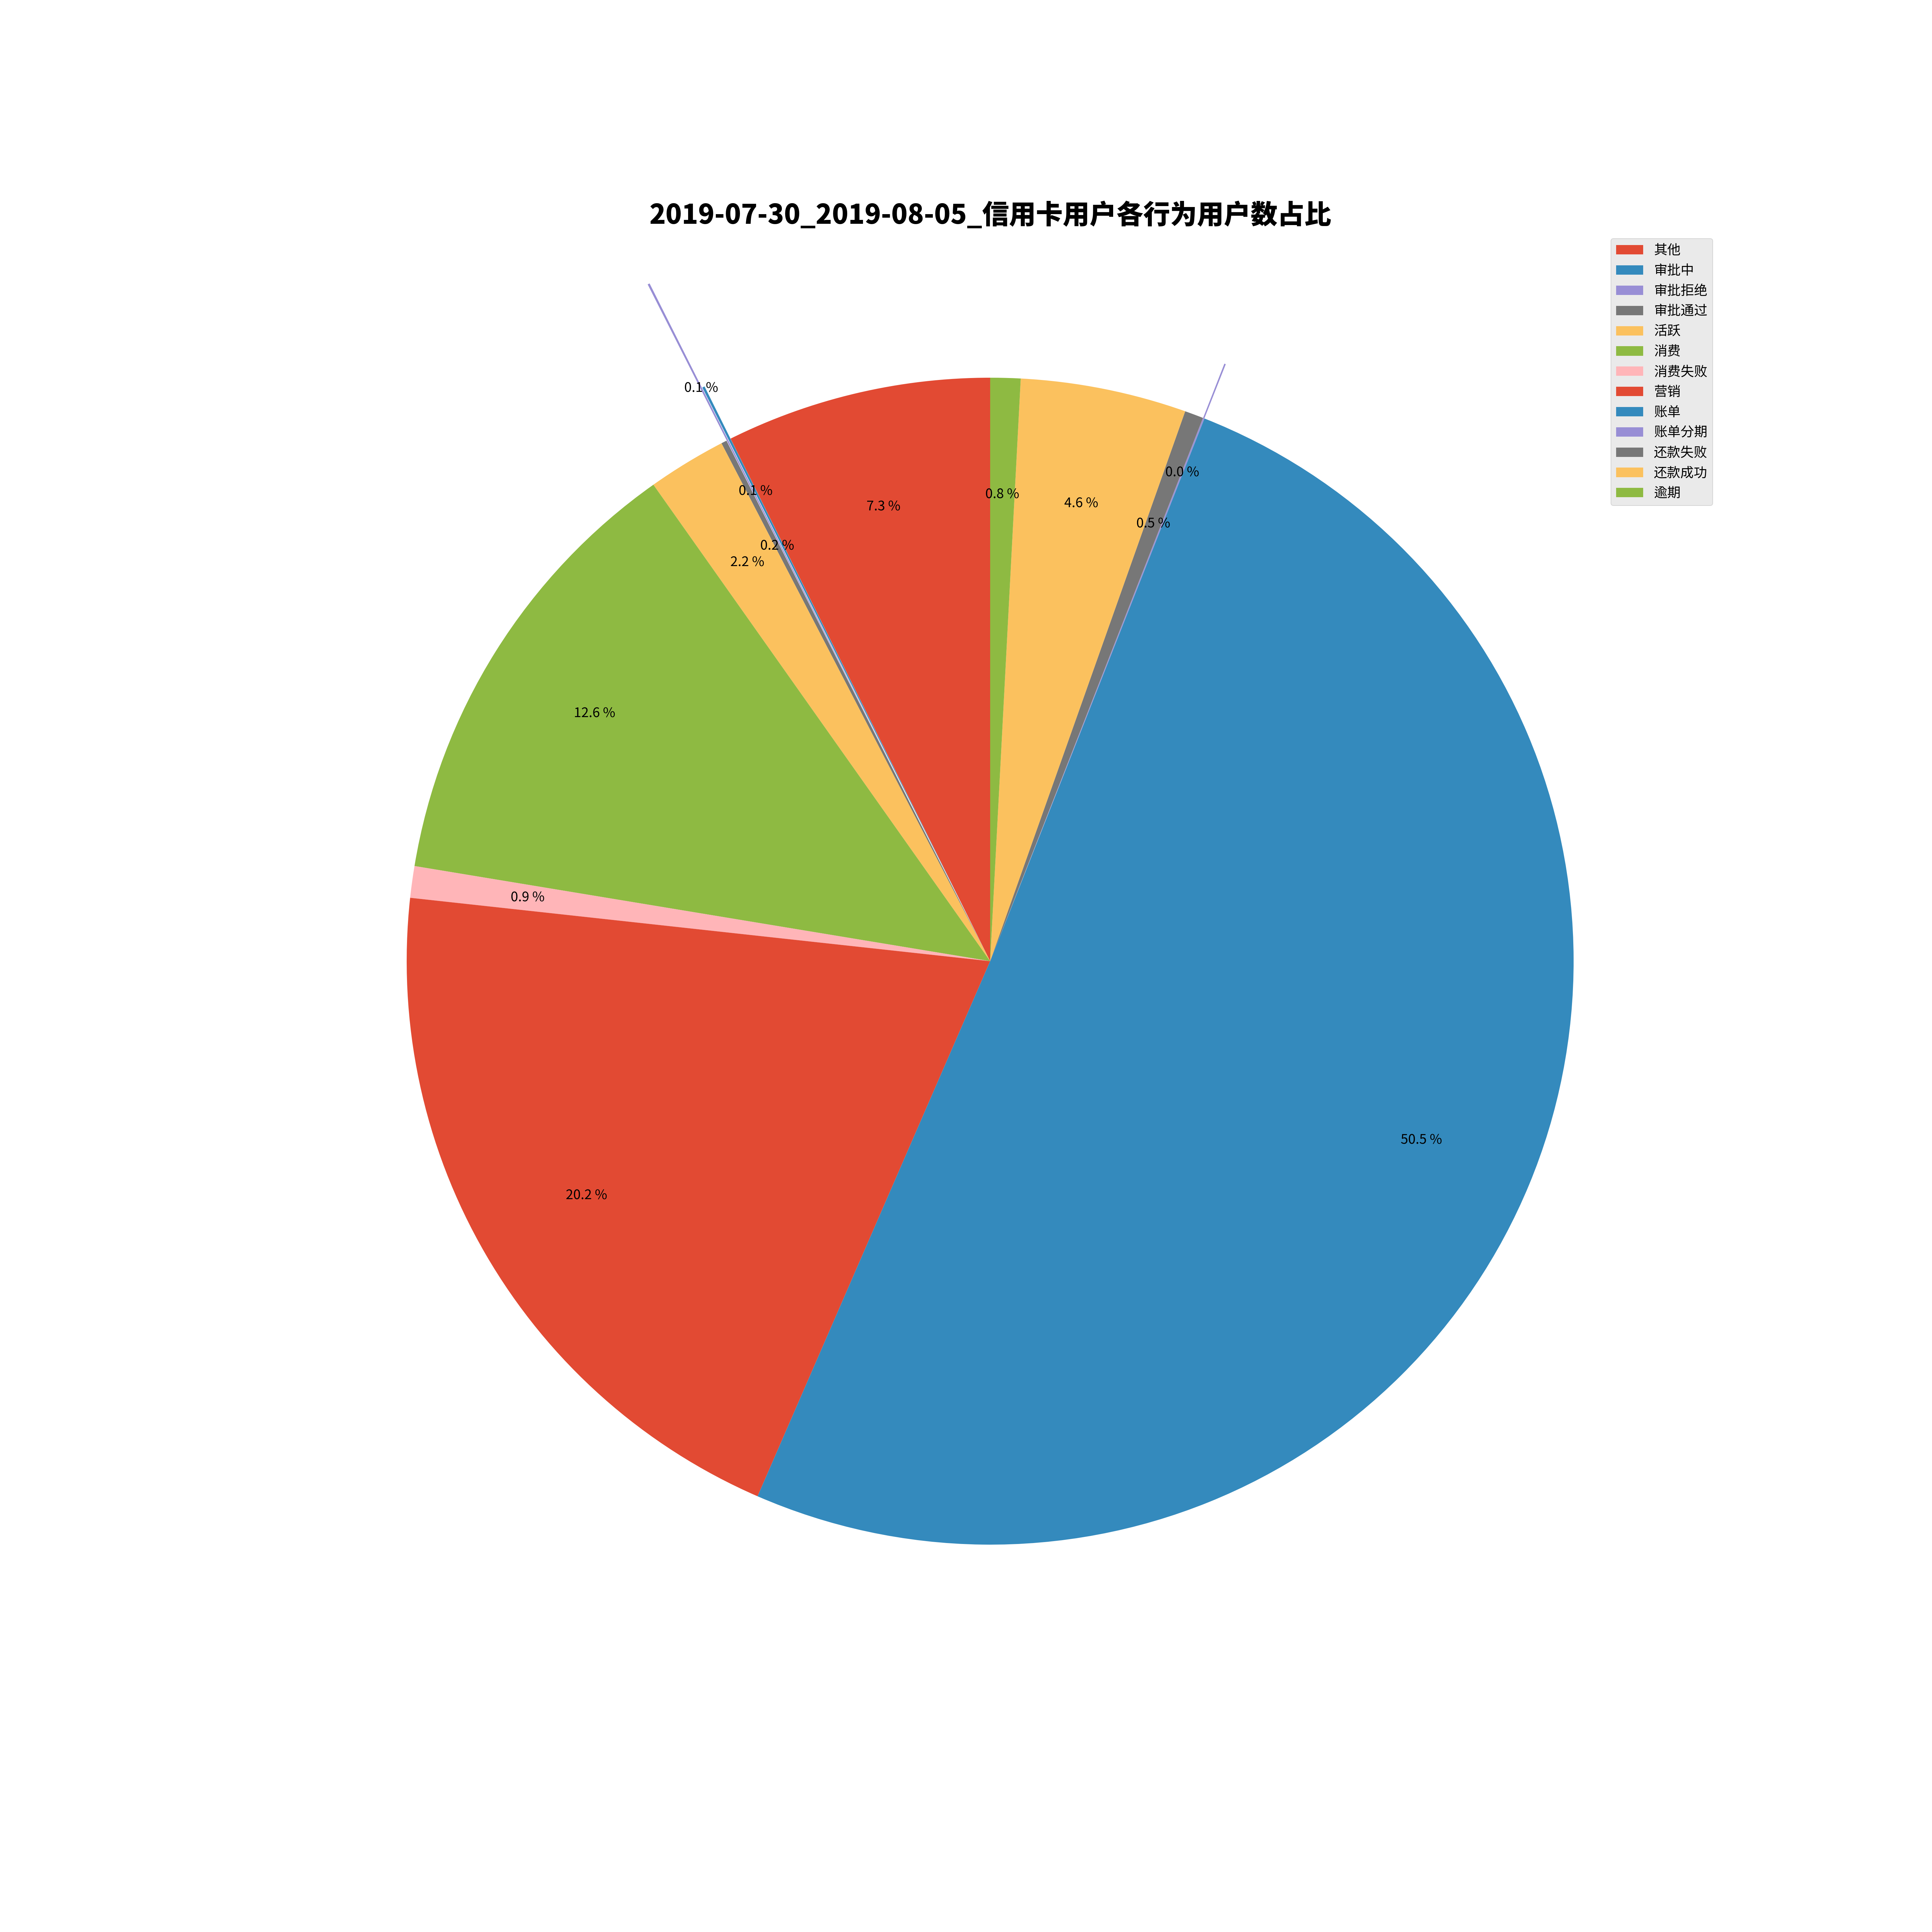 2019-07-30_2019-08-05_信用卡用户各行为用户数占比
其他
审批中
审批拒绝
审批通过
活跃
消费
消费失败
营销
账单
账单分期
还款失败
还款成功
逾期
0.1 %
0.0 %
0.1 %
0.8 %
4.6 %
7.3 %
0.5 %
0.2 %
2.2 %
12.6 %
0.9 %
50.5 %
20.2 %